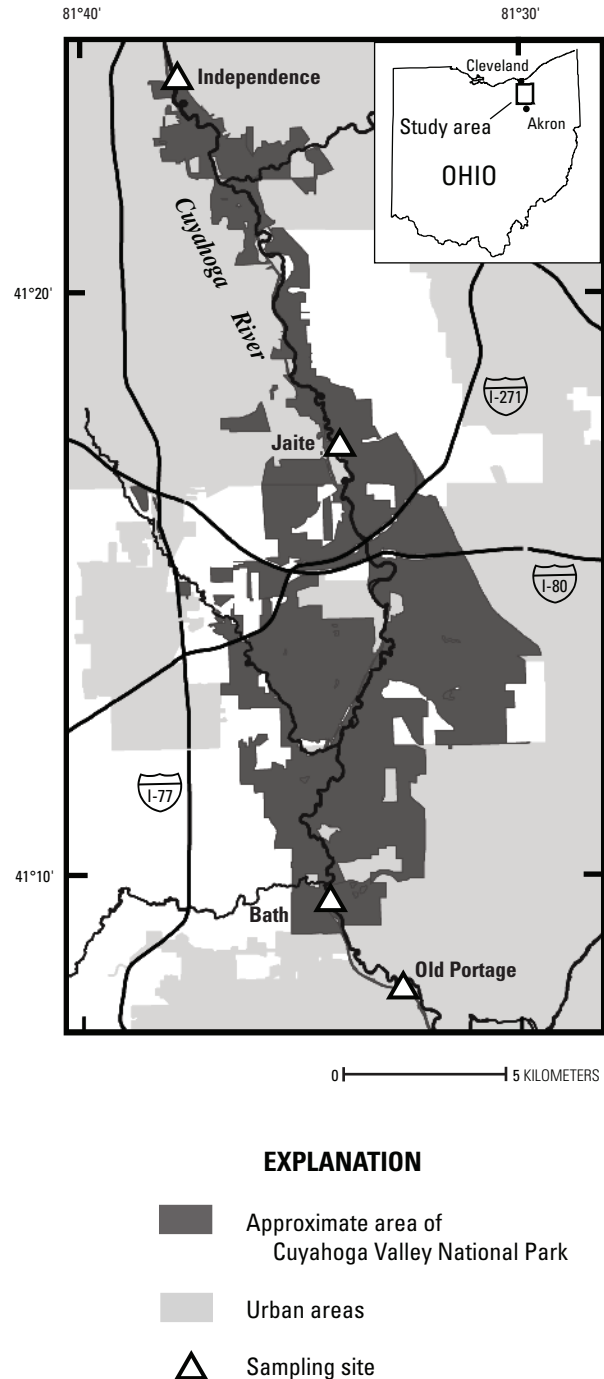 81°40'
81°30'
Independence
Cleveland
Study area
Akron
OHIO
Cuyahoga
River
41°20'
I-271
Jaite
I-80
I-77
41°10'
Bath
Old Portage
0 5 KILOMETERS
EXPLANATION
Approximate area of
Cuyahoga Valley National Park
Urban areas
Sampling site